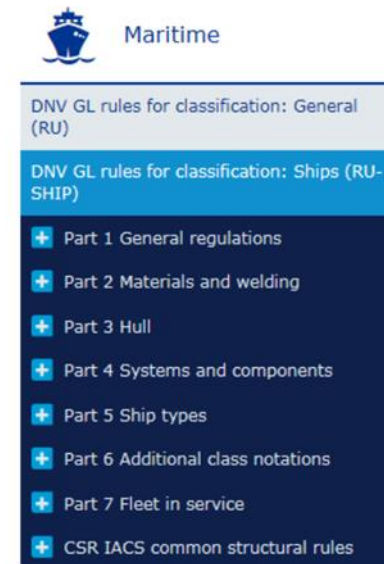 Maritime
DNV GL rules for classification: General
(RU)
DNV GL rules for classification: Ships (RU-
SHIP)
Part 1 General regulations
Part 2 Materials and welding
Part 3 Hull
Part 4 Systems and components
Part 5 Ship types
Part 6 Additional class notations
Part 7 Fleet in service
CSR IACS common structural rules